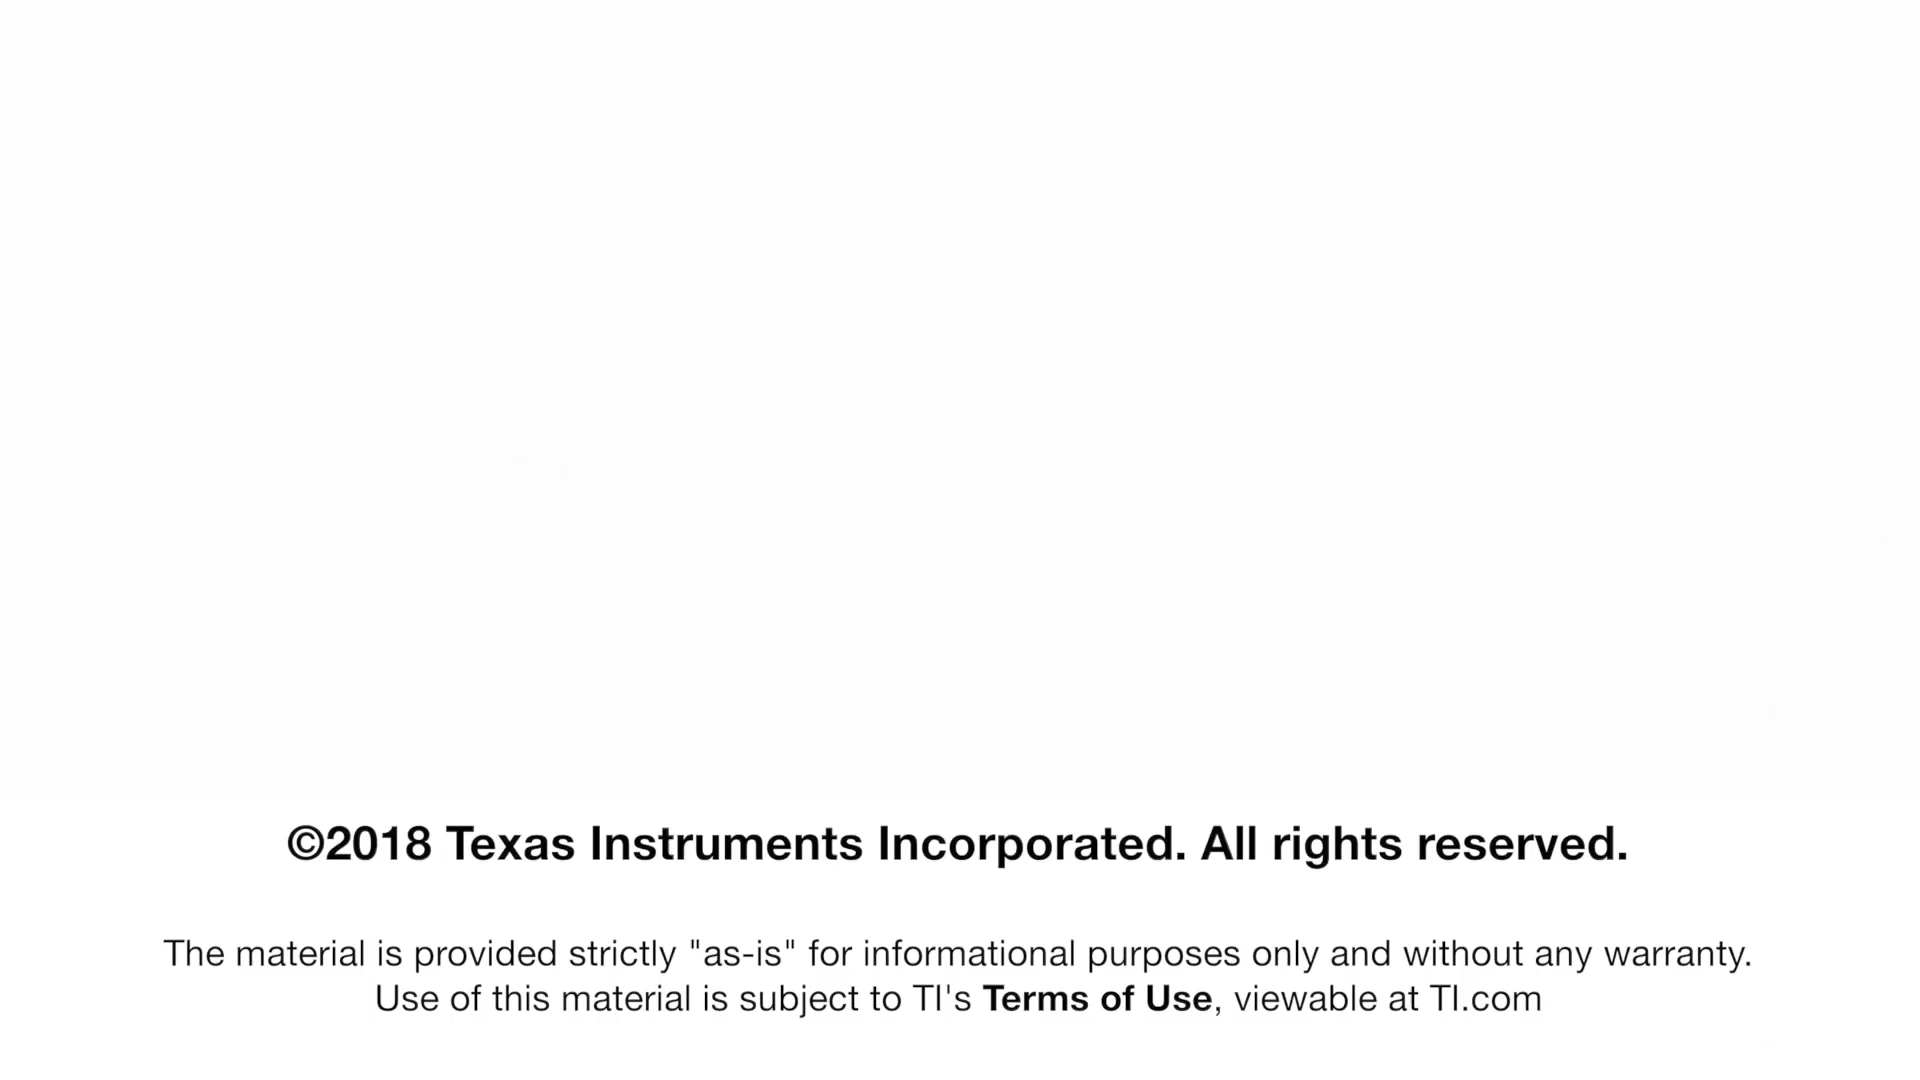 ©2018 Texas Instruments Incorporated. All rights reserved.
The material is provided strictly "as-is" for informational purposes only and without any warranty.
Use of this material is subject to TI's Terms of Use, viewable at TI.com